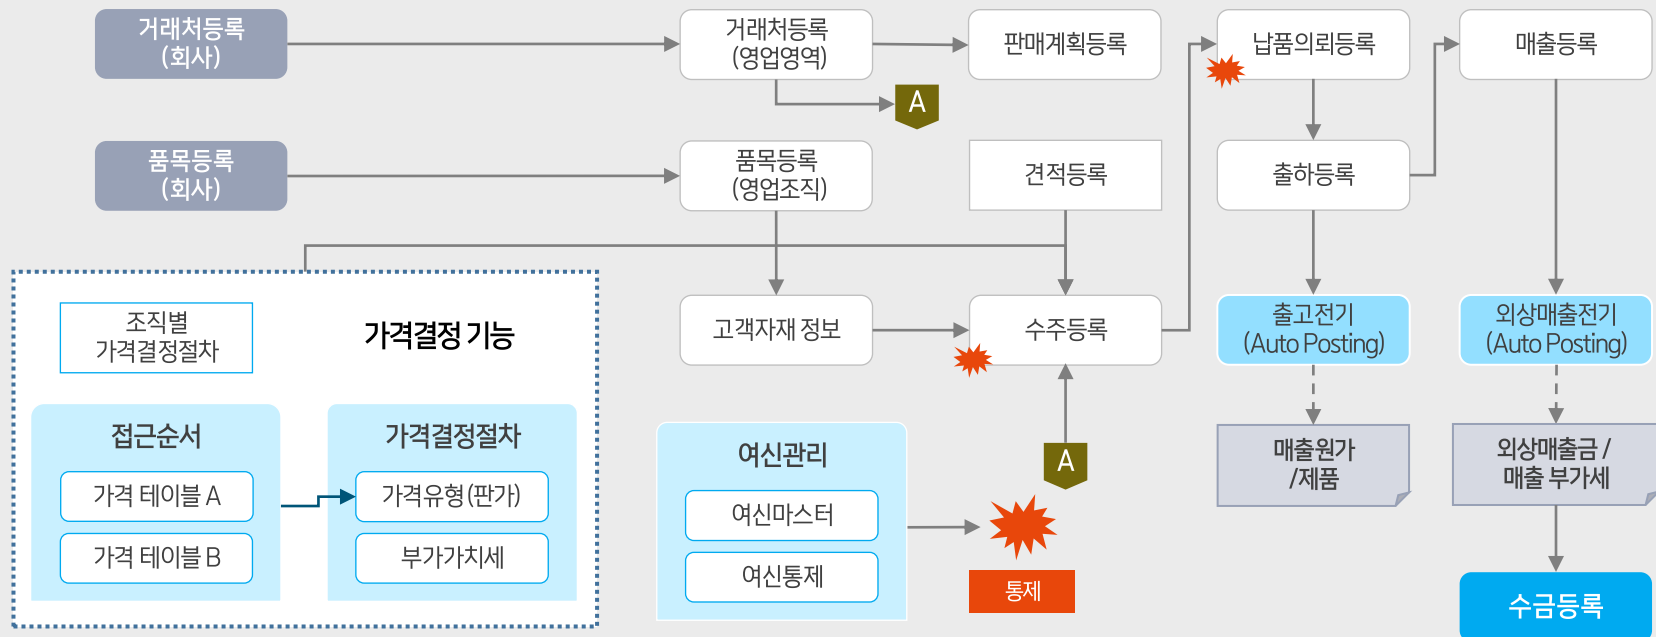 거래처등록
(회사)
거래처등록
(영업영역)
판매계획등록
납품의뢰등록
매출등록
A
품목등록
(회사)
품목등록
(영업조직)
견적등록
출하등록
조직별
가격결정절차
가격결정 기능
고객자재 정보
수주등록
출고전기
(Auto Posting)
외상매출전기
(Auto Posting)
접근순서
가격 테이블 A
가격 테이블 B
가격결정절차
가격유형(판가)
부가가치세
여신관리
여신마스터
여신통제
A
통제
매출원가
/제품
외상매출금 /
매출 부가세
수금등록